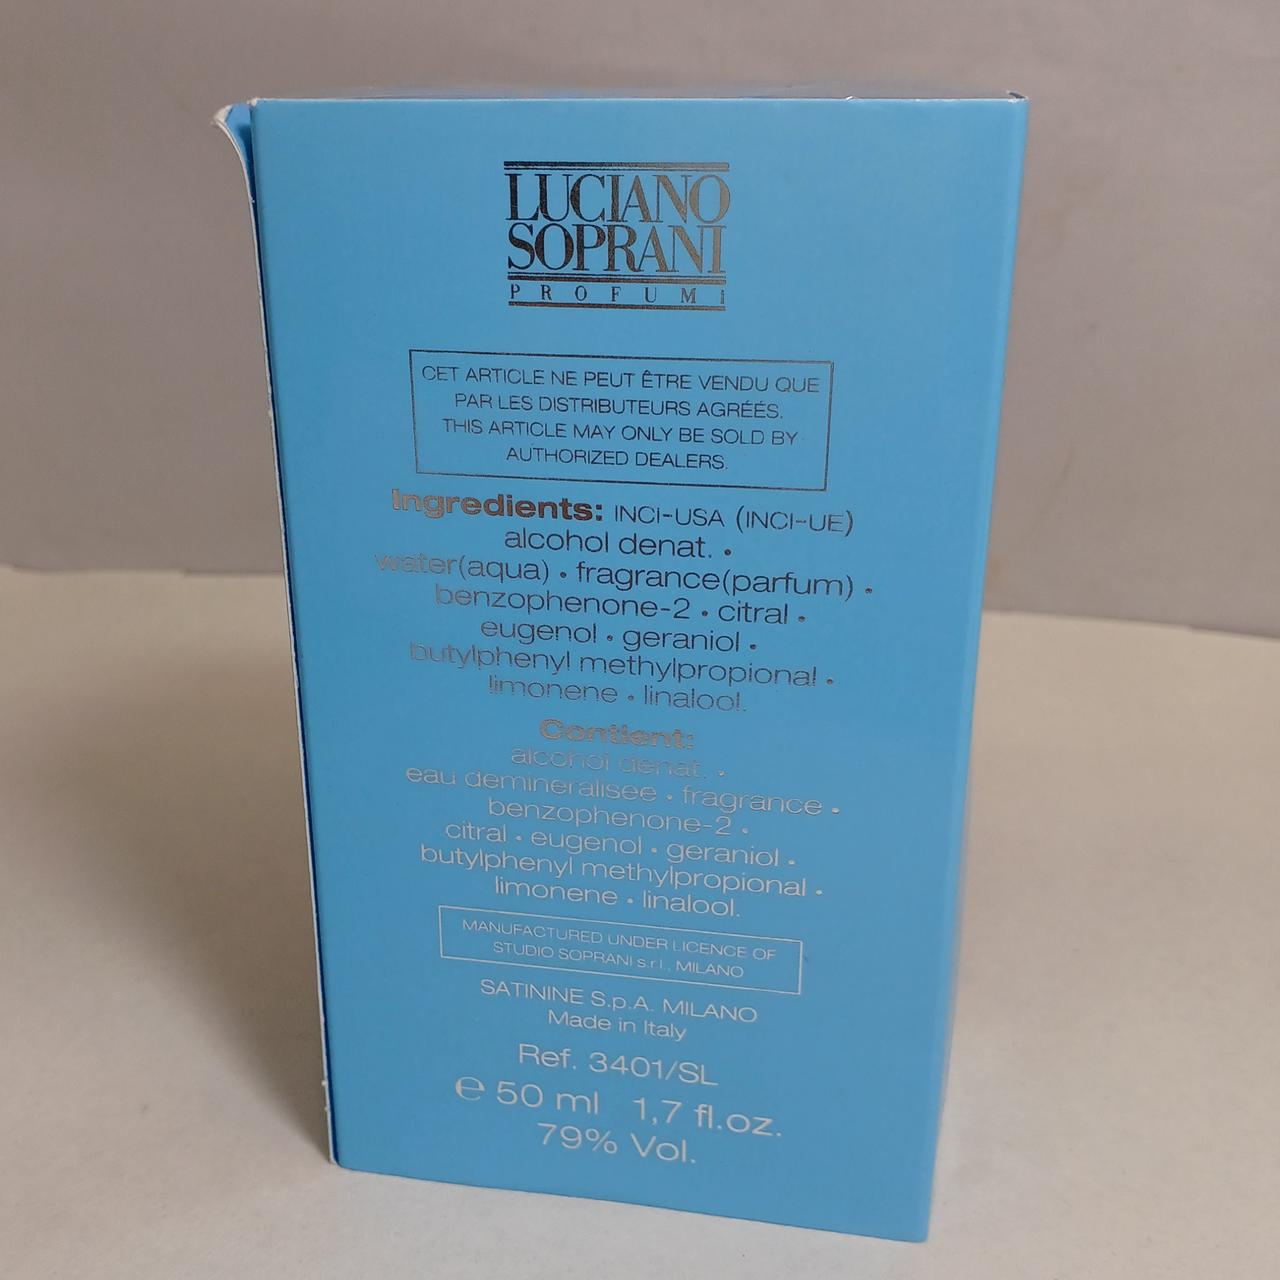 LUCIANO
SOPRANI
PROFUMi
CET ARTICLE NE PEUT ÊTRE VENDU QUE
PAR LES DISTRIBUTEURS AGRÉÉS.
THIS ARTICLE MAY ONLY BE SOLD BY
AUTHORIZED DEALERS.
Ingredients: INCI-USA (INCI-UE)
alcohol denat. •
water(aqua) • fragrance(parfum) •
benzophenone-2 • citral •
eugenol • geraniol •
butylphenyl methylpropional •
limonene • linalool.
Contient:
alcohol denat. •
eau demineralisee • fragrance •
benzophenone-2 •
citral • eugenol • geraniol •
butylphenyl methylpropional •
limonene • linalool.
MANUFACTURED UNDER LICENCE OF
STUDIO SOPRANI s.r.l., MILANO
SATININE S.p.A. MILANO
Made in Italy
Ref. 3401/SL
℮ 50 ml 1,7 fl.oz.
79% Vol.